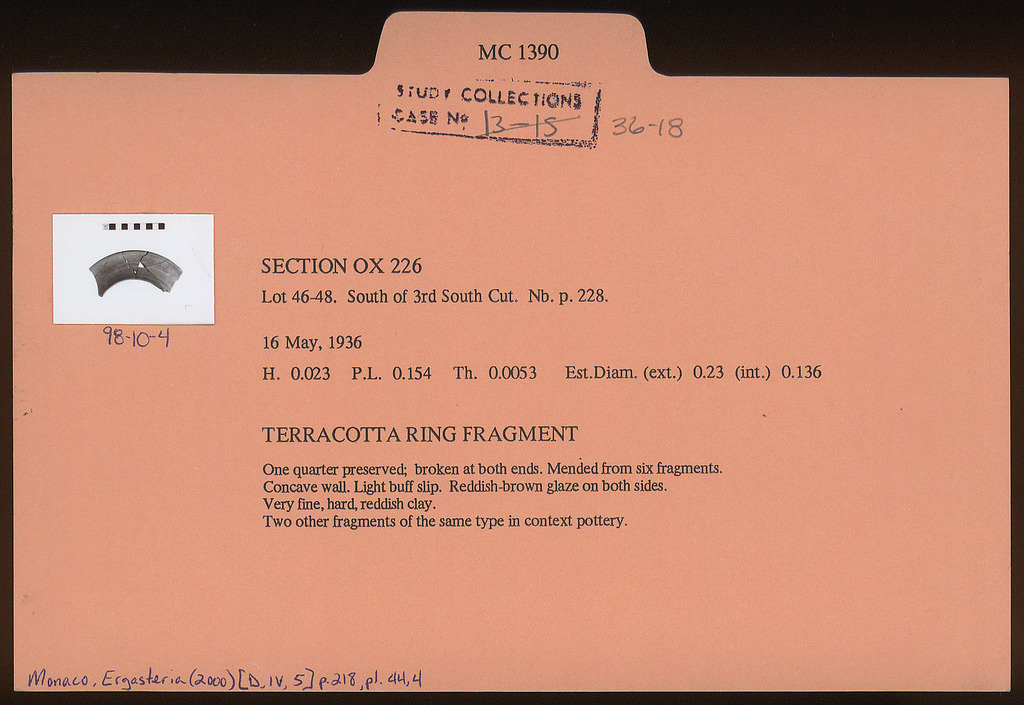 MC 1390
STUDY COLLECTIONS
CASE No 13-15 36-18
98-10-4
SECTION OX 226
Lot 46-48. South of 3rd South Cut. Nb. p. 228.
16 May, 1936
H. 0.023 P.L. 0.154 Th. 0.0053 Est.Diam. (ext.) 0.23 (int.) 0.136
TERRACOTTA RING FRAGMENT
One quarter preserved; broken at both ends. Mended from six fragments.
Concave wall. Light buff slip. Reddish-brown glaze on both sides.
Very fine, hard, reddish clay.
Two other fragments of the same type in context pottery.
Monaco, Ergasteria (2000) [D, IV, 5] p.218, pl. 44,4